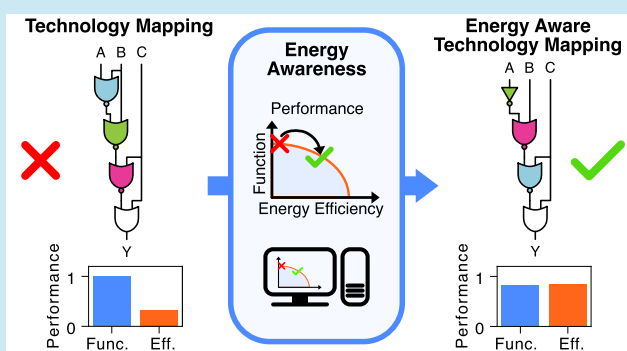 Technology Mapping
A B C
Y
Performance
1
0
Func. Eff.
Energy
Awareness
Performance
Function
Energy Efficiency
Energy Aware
Technology Mapping
A B C
Y
Performance
1
0
Func. Eff.